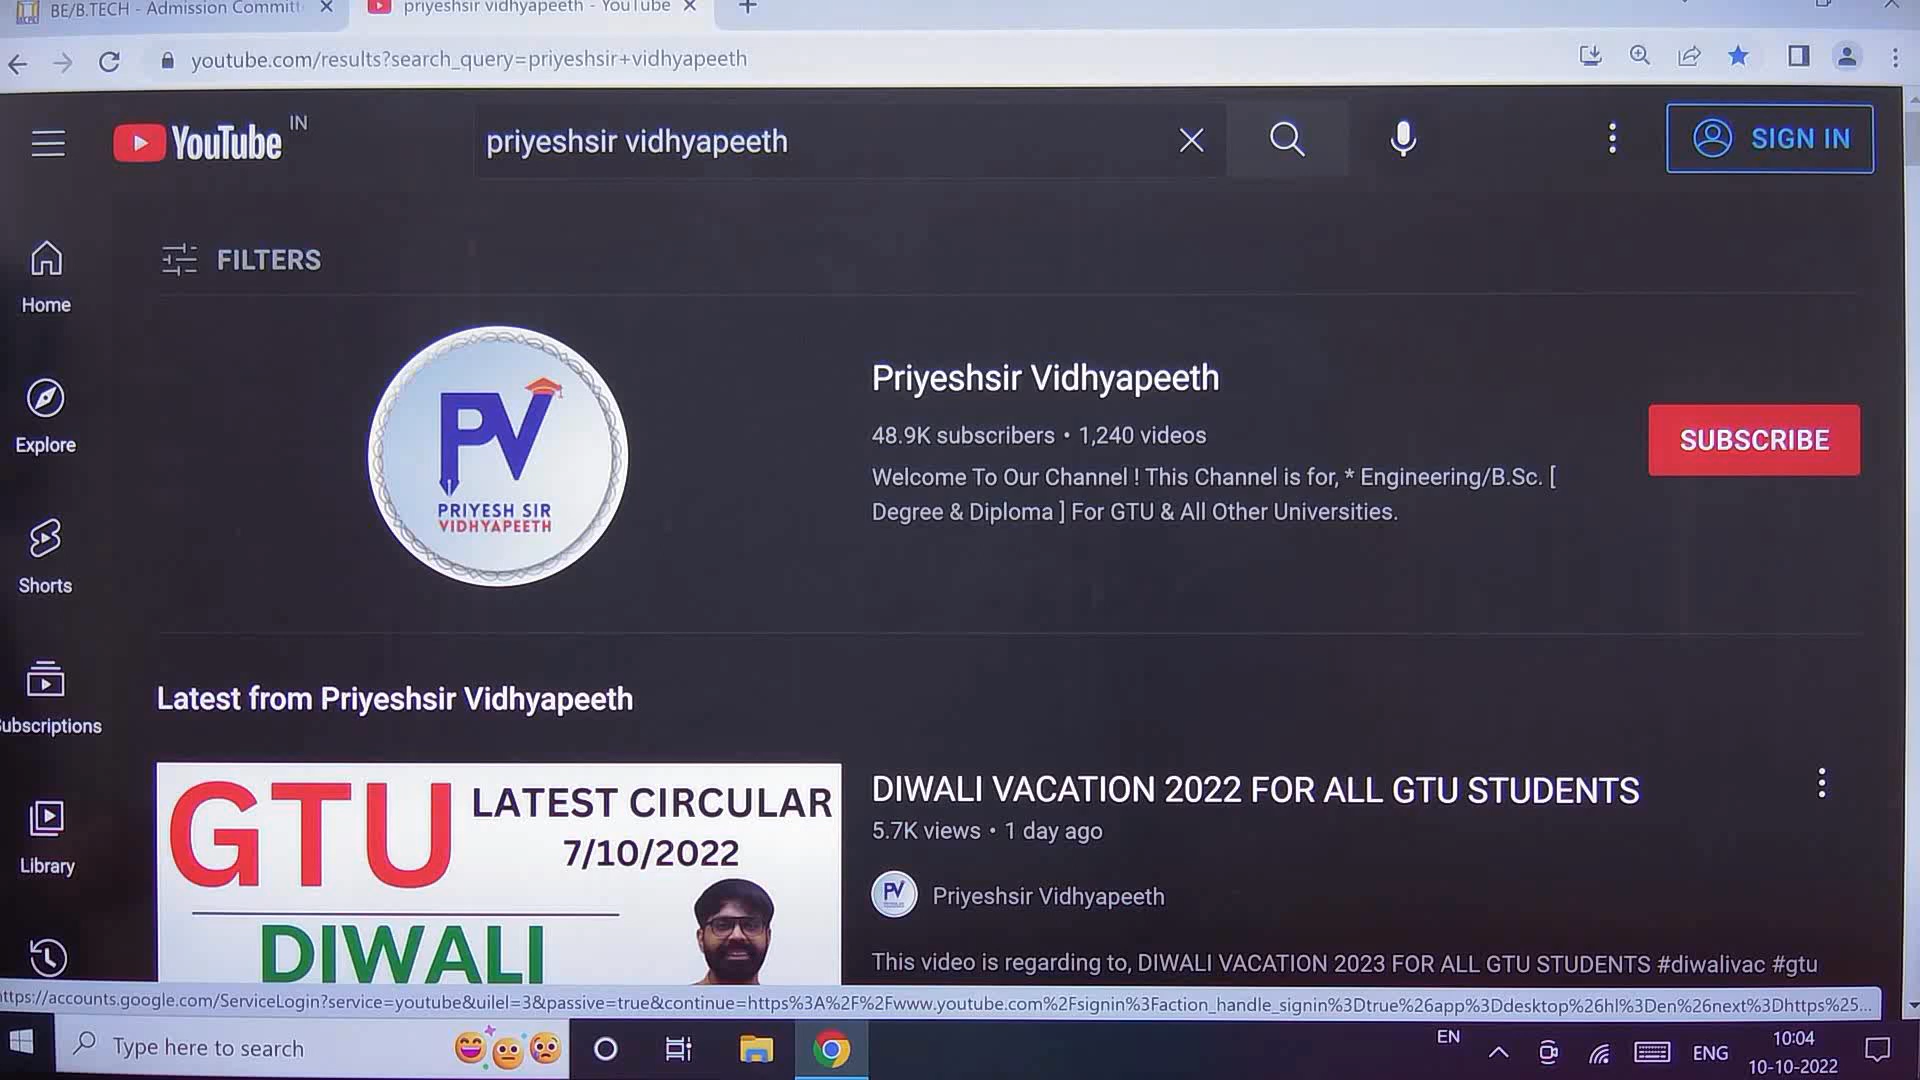 BE/B.TECH - Admission Committ
priyeshsir vidhyapeeth - YouTube
youtube.com/results?search_query=priyeshsir+vidhyapeeth
YouTube IN
priyeshsir vidhyapeeth
SIGN IN
FILTERS
Home
Explore
Shorts
ubscriptions
Library
PV
PRIYESH SIR
VIDHYAPEETH
Priyeshsir Vidhyapeeth
48.9K subscribers • 1,240 videos
Welcome To Our Channel ! This Channel is for, * Engineering/B.Sc. [
Degree & Diploma ] For GTU & All Other Universities.
SUBSCRIBE
Latest from Priyeshsir Vidhyapeeth
GTU LATEST CIRCULAR
7/10/2022
DIWALI
DIWALI VACATION 2022 FOR ALL GTU STUDENTS
5.7K views • 1 day ago
PV
Priyeshsir Vidhyapeeth
This video is regarding to, DIWALI VACATION 2023 FOR ALL GTU STUDENTS #diwalivac #gtu
https://accounts.google.com/ServiceLogin?service=youtube&uilel=3&passive=true&continue=https%3A%2F%2Fwww.youtube.com%2Fsignin%3Faction_handle_signin%3Dtrue%26app%3Ddesktop%26hl%3Den%26next%3Dhttps%25...
Type here to search
EN
ENG
10:04
10-10-2022